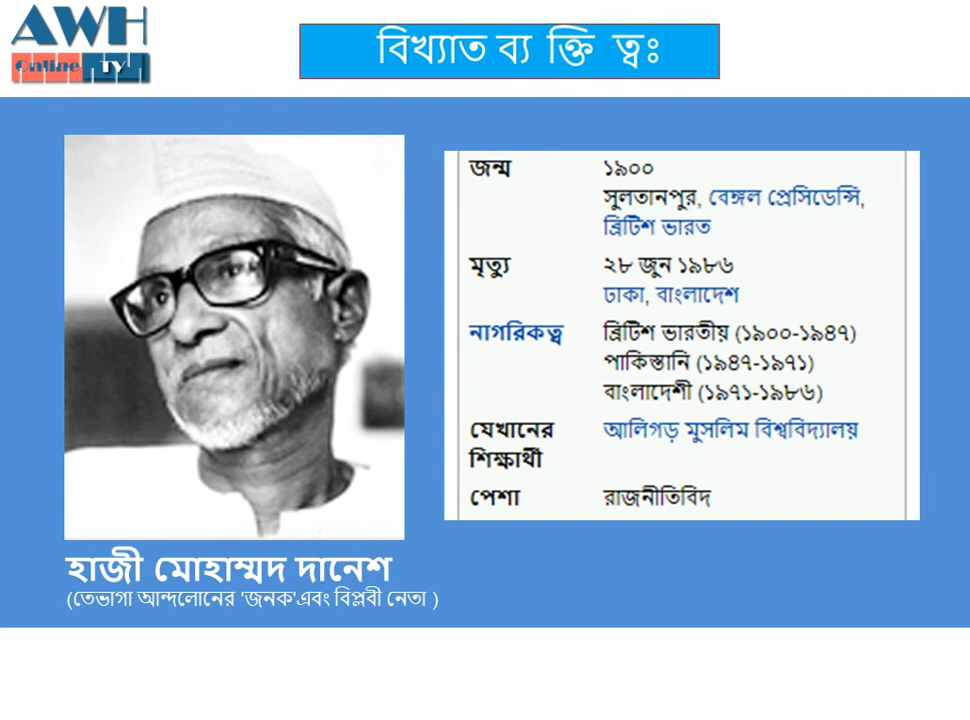 AWH
Online TV
বিখ্যাত ব্য ক্তি ত্বঃ
জন্ম ১৯০০
সুলতানপুর, বেঙ্গল প্রেসিডেন্সি,
ব্রিটিশ ভারত
মৃত্যু ২৮ জুন ১৯৮৬
ঢাকা, বাংলাদেশ
নাগরিকত্ব ব্রিটিশ ভারতীয় (১৯০০-১৯৪৭)
পাকিস্তানি (১৯৪৭-১৯৭১)
বাংলাদেশী (১৯৭১-১৯৮৬)
যেখানের আলিগড় মুসলিম বিশ্ববিদ্যালয়
শিক্ষার্থী
পেশা রাজনীতিবিদ
হাজী মোহাম্মদ দানেশ
(তেভাগা আন্দলোনের 'জনক'এবং বিপ্লবী নেতা )